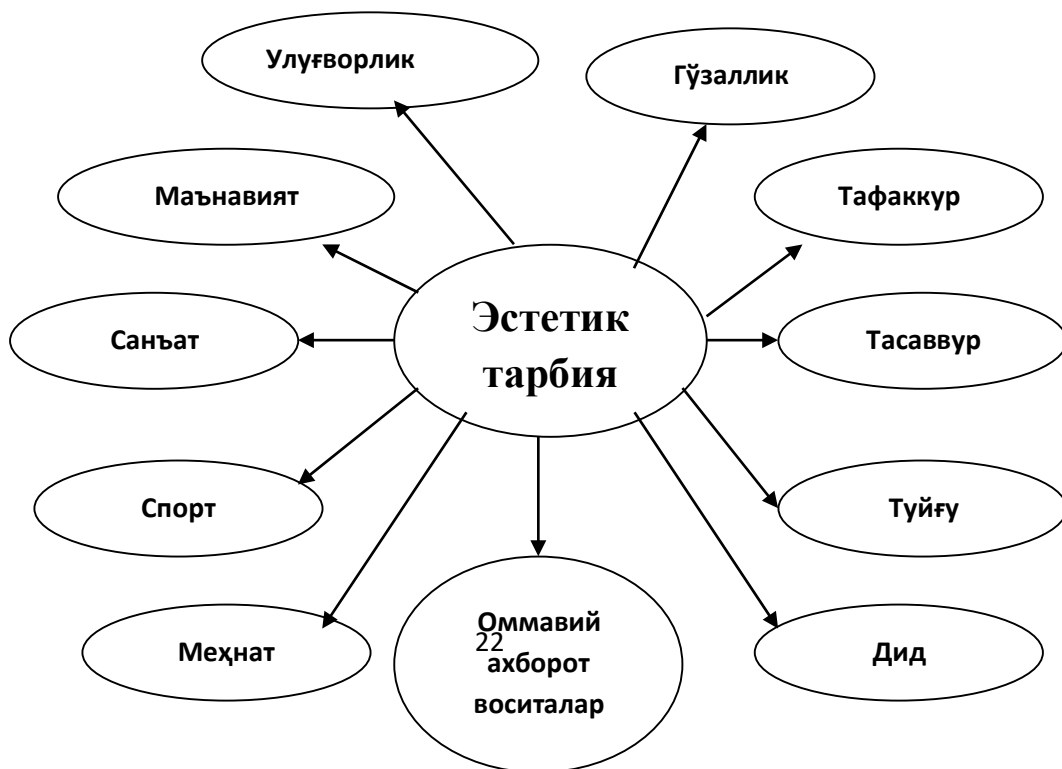 Улуғворлик
Гўзаллик
Маънавият
Тафаккур
Эстетик
тарбия
Санъат
Тасаввур
Спорт
Туйғу
Меҳнат
Оммавий
22
ахборот
воситалар
Дид